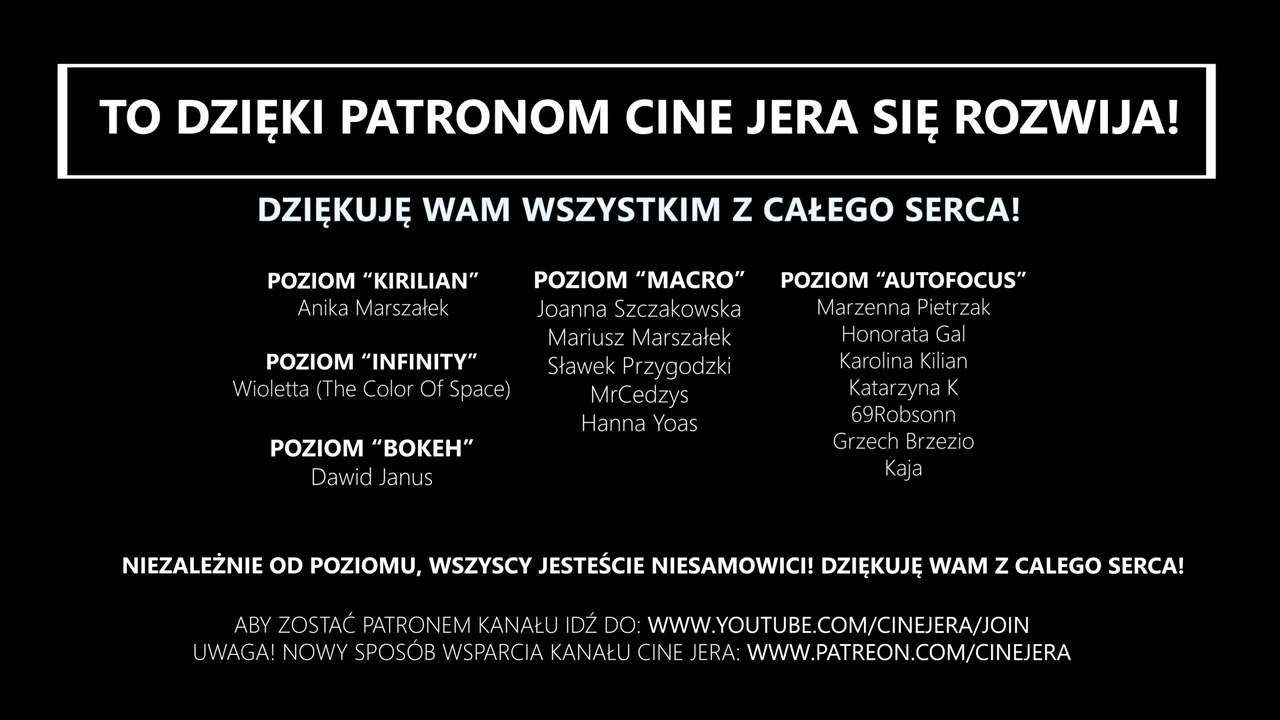 TO DZIĘKI PATRONOM CINE JERA SIĘ ROZWIJA!
DZIĘKUJĘ WAM WSZYSTKIM Z CAŁEGO SERCA!
POZIOM “KIRILIAN”
Anika Marszałek
POZIOM “INFINITY”
Wioletta (The Color Of Space)
POZIOM “BOKEH”
Dawid Janus
POZIOM “MACRO”
Joanna Szczakowska
Mariusz Marszałek
Sławek Przygodzki
MrCedzys
Hanna Yoas
POZIOM “AUTOFOCUS”
Marzenna Pietrzak
Honorata Gal
Karolina Kilian
Katarzyna K
69Robsonn
Grzech Brzezio
Kaja
NIEZALEŻNIE OD POZIOMU, WSZYSCY JESTEŚCIE NIESAMOWICI! DZIĘKUJĘ WAM Z CALEGO SERCA!
ABY ZOSTAĆ PATRONEM KANAŁU IDŹ DO: WWW.YOUTUBE.COM/CINEJERA/JOIN
UWAGA! NOWY SPOSÓB WSPARCIA KANAŁU CINE JERA: WWW.PATREON.COM/CINEJERA